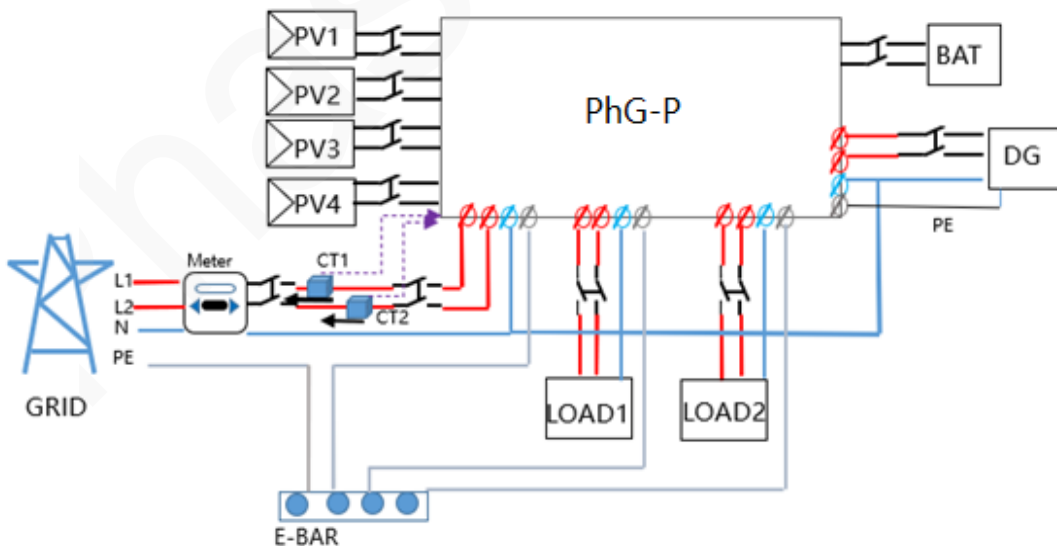 PV1
PV2
PV3
PV4
PhG-P
BAT
DG
PE
Meter
CT1
CT2
L1
L2
N
PE
GRID
LOAD1
LOAD2
E-BAR